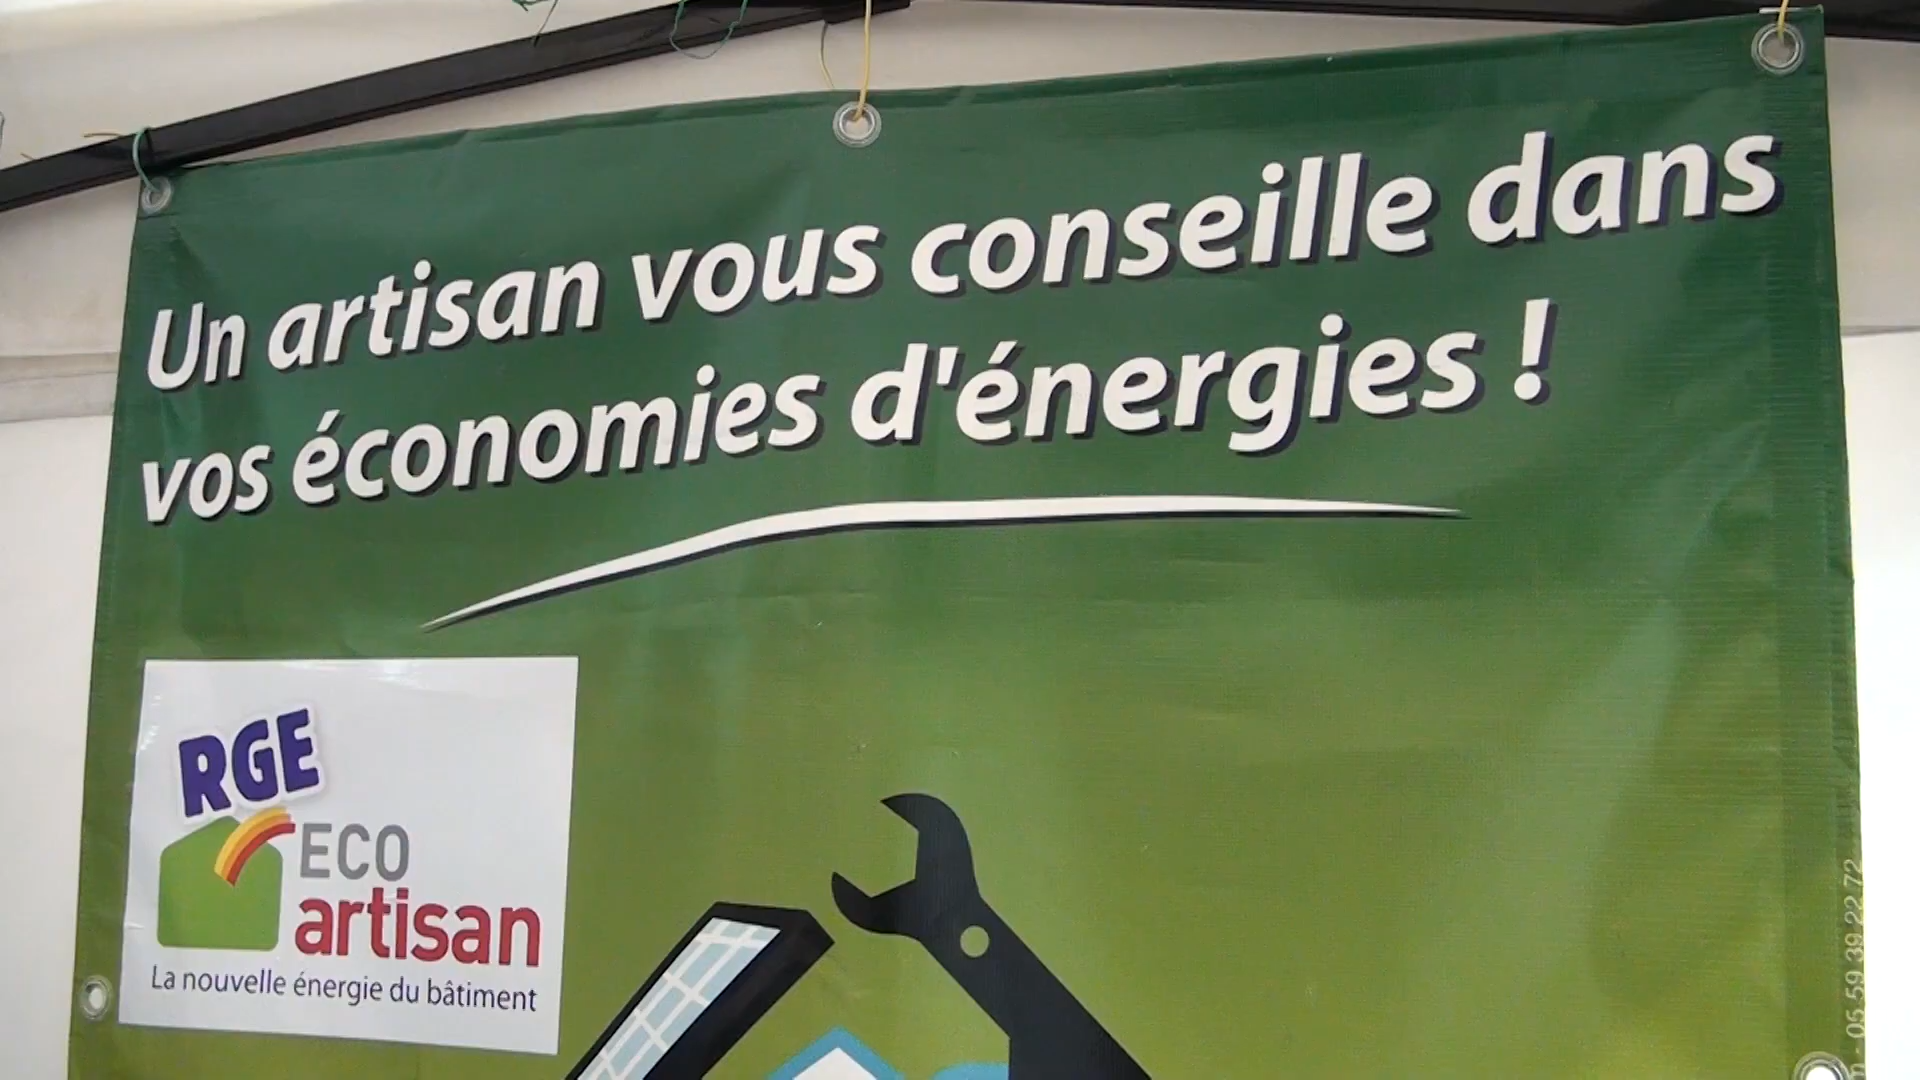 Un artisan vous conseille dans
vos économies d'énergies !
RGE
ECO
artisan
La nouvelle énergie du bâtiment
05 59 39 22 72